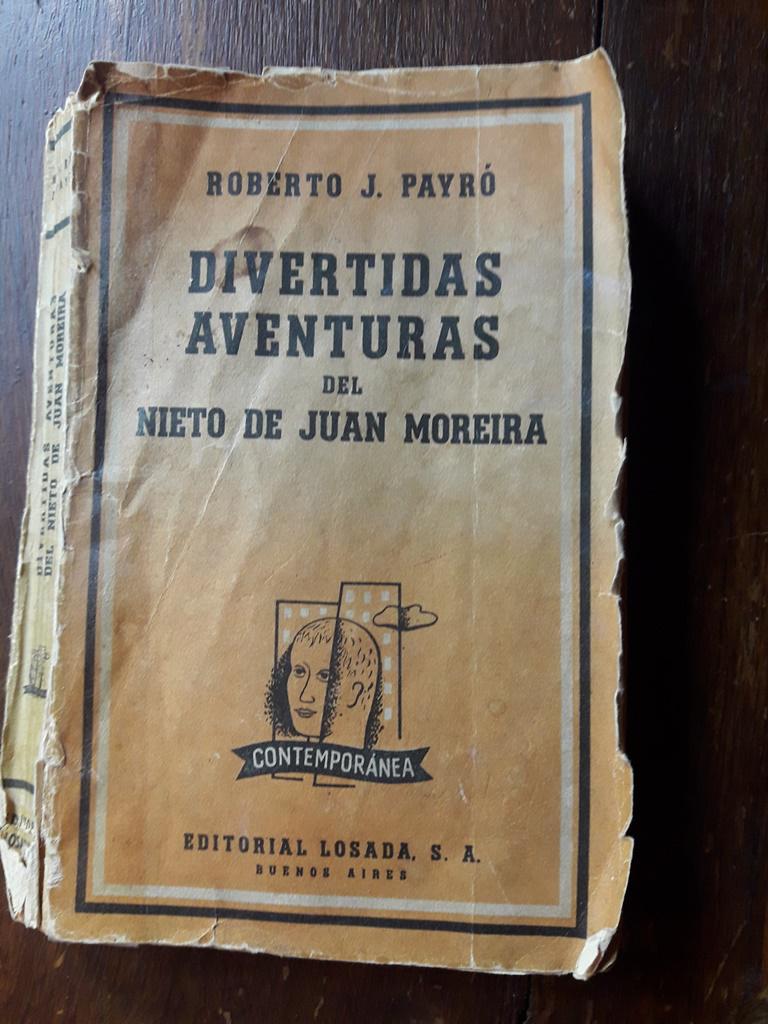 ROBERTO J. PAYRÓ
DIVERTIDAS
AVENTURAS
DEL
NIETO DE JUAN MOREIRA
CONTEMPORÁNEA
EDITORIAL LOSADA, S. A.
BUENOS AIRES
DIVERTIDAS AVENTURAS
DEL NIETO DE JUAN MOREIRA